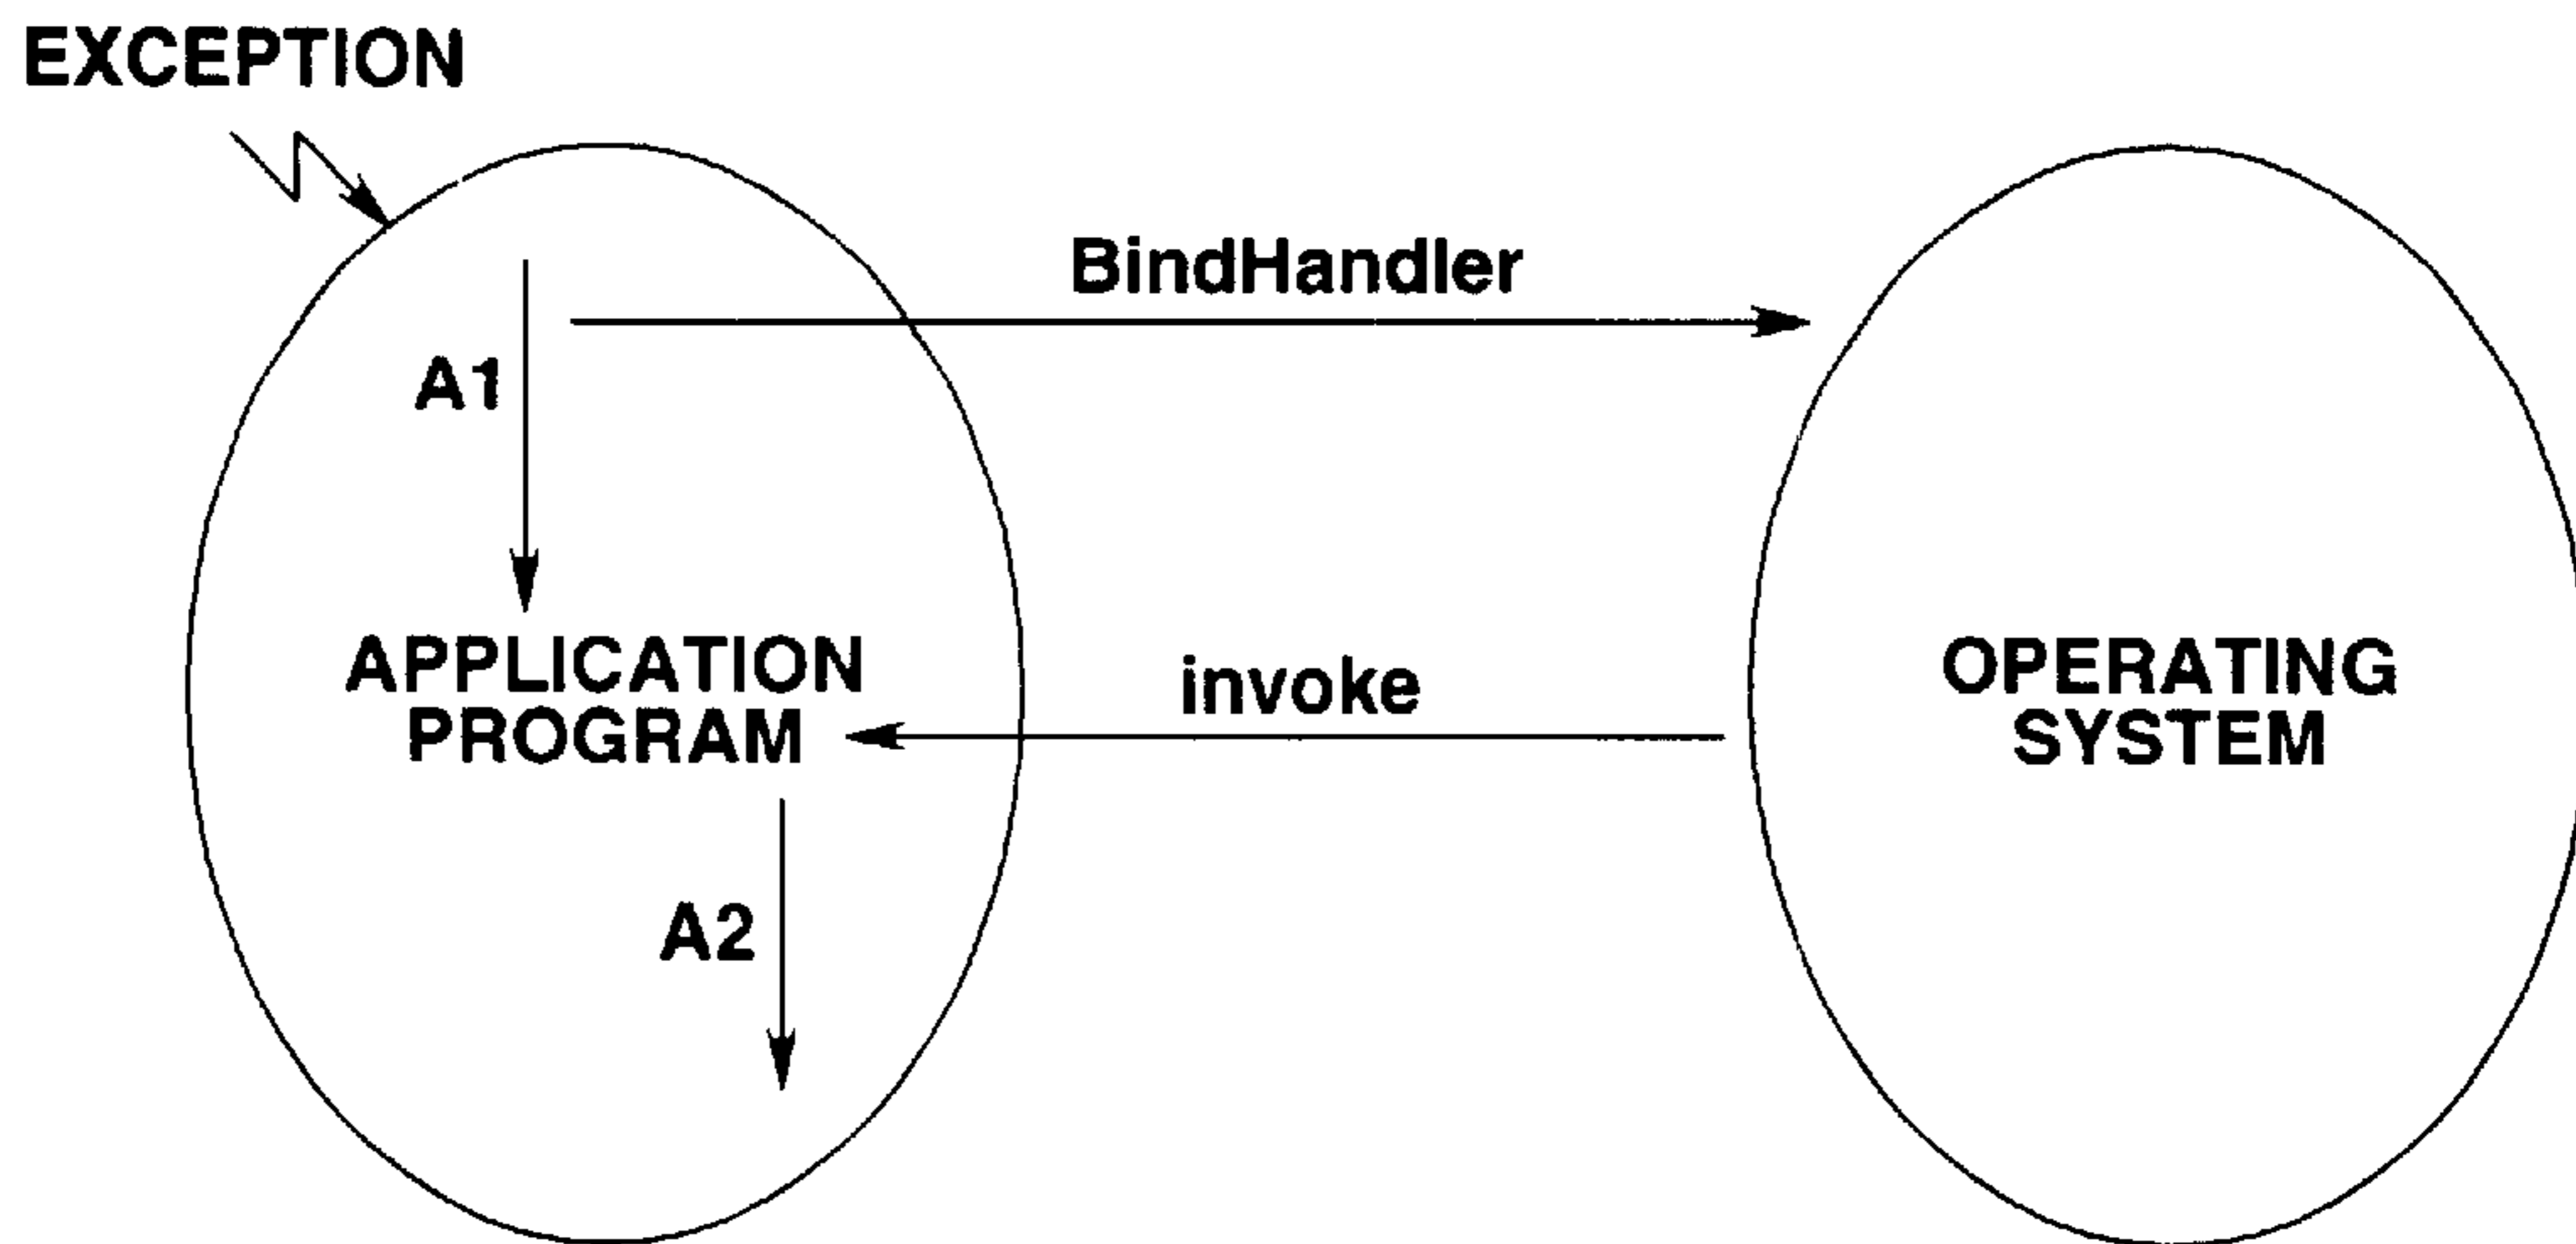 EXCEPTION
BindHandler
A1
APPLICATION
PROGRAM
invoke
OPERATING
SYSTEM
A2